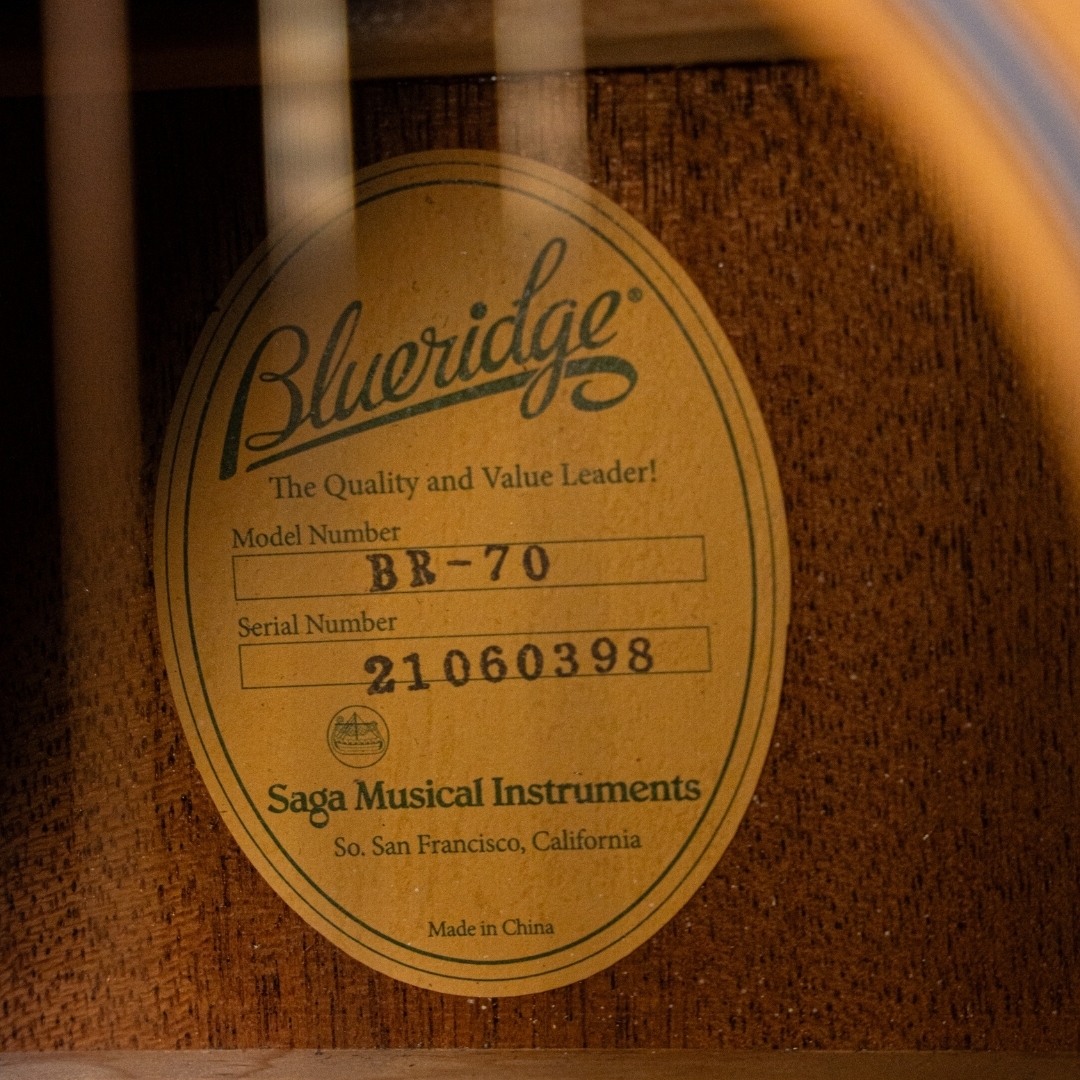 Blueridge®
The Quality and Value Leader!
Model Number
BR-70
Serial Number
21060398
Saga Musical Instruments
So. San Francisco, California
Made in China